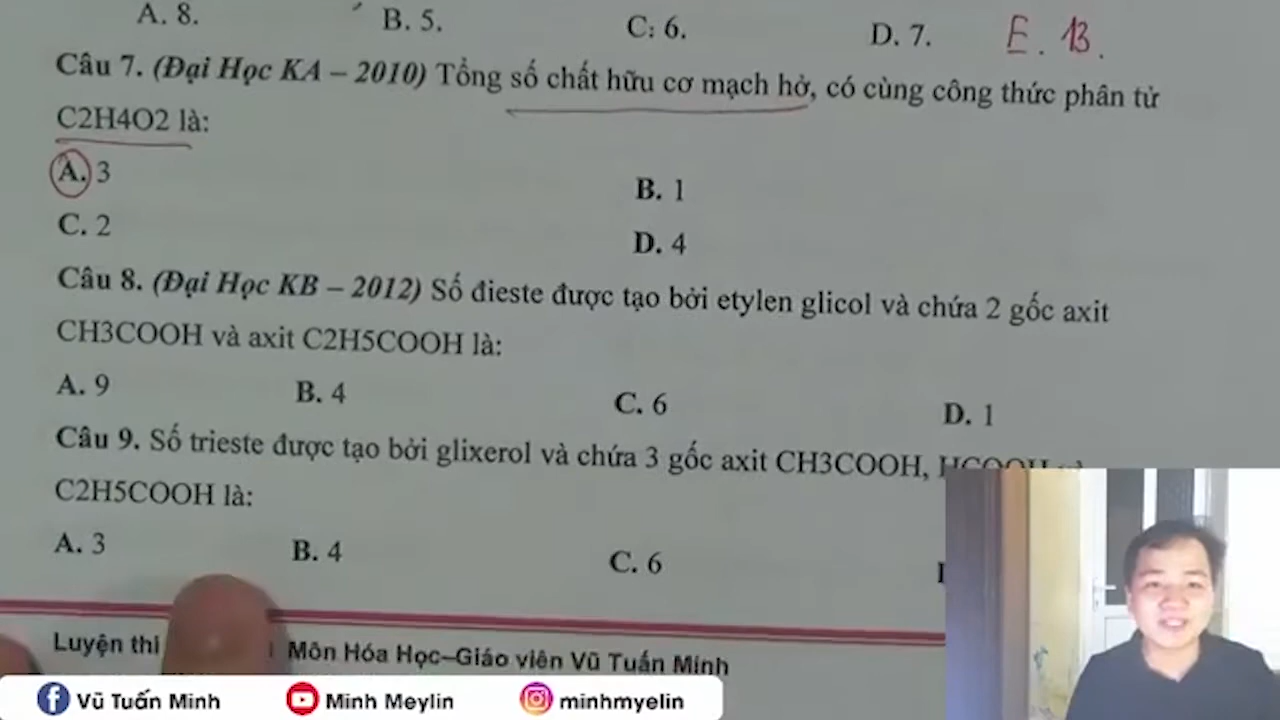 A. 8. B. 5. C: 6. D. 7. E. 13.
Câu 7. (Đại Học KA – 2010) Tổng số chất hữu cơ mạch hở, có cùng công thức phân tử
C2H4O2 là:
A. 3 B. 1
C. 2 D. 4
Câu 8. (Đại Học KB – 2012) Số đieste được tạo bởi etylen glicol và chứa 2 gốc axit
CH3COOH và axit C2H5COOH là:
A. 9 B. 4 C. 6 D. 1
Câu 9. Số trieste được tạo bởi glixerol và chứa 3 gốc axit CH3COOH, HCOOH và
C2H5COOH là:
A. 3 B. 4 C. 6
Luyện thi Môn Hóa Học–Giáo viên Vũ Tuấn Minh
Vũ Tuấn Minh Minh Meylin minhmyelin